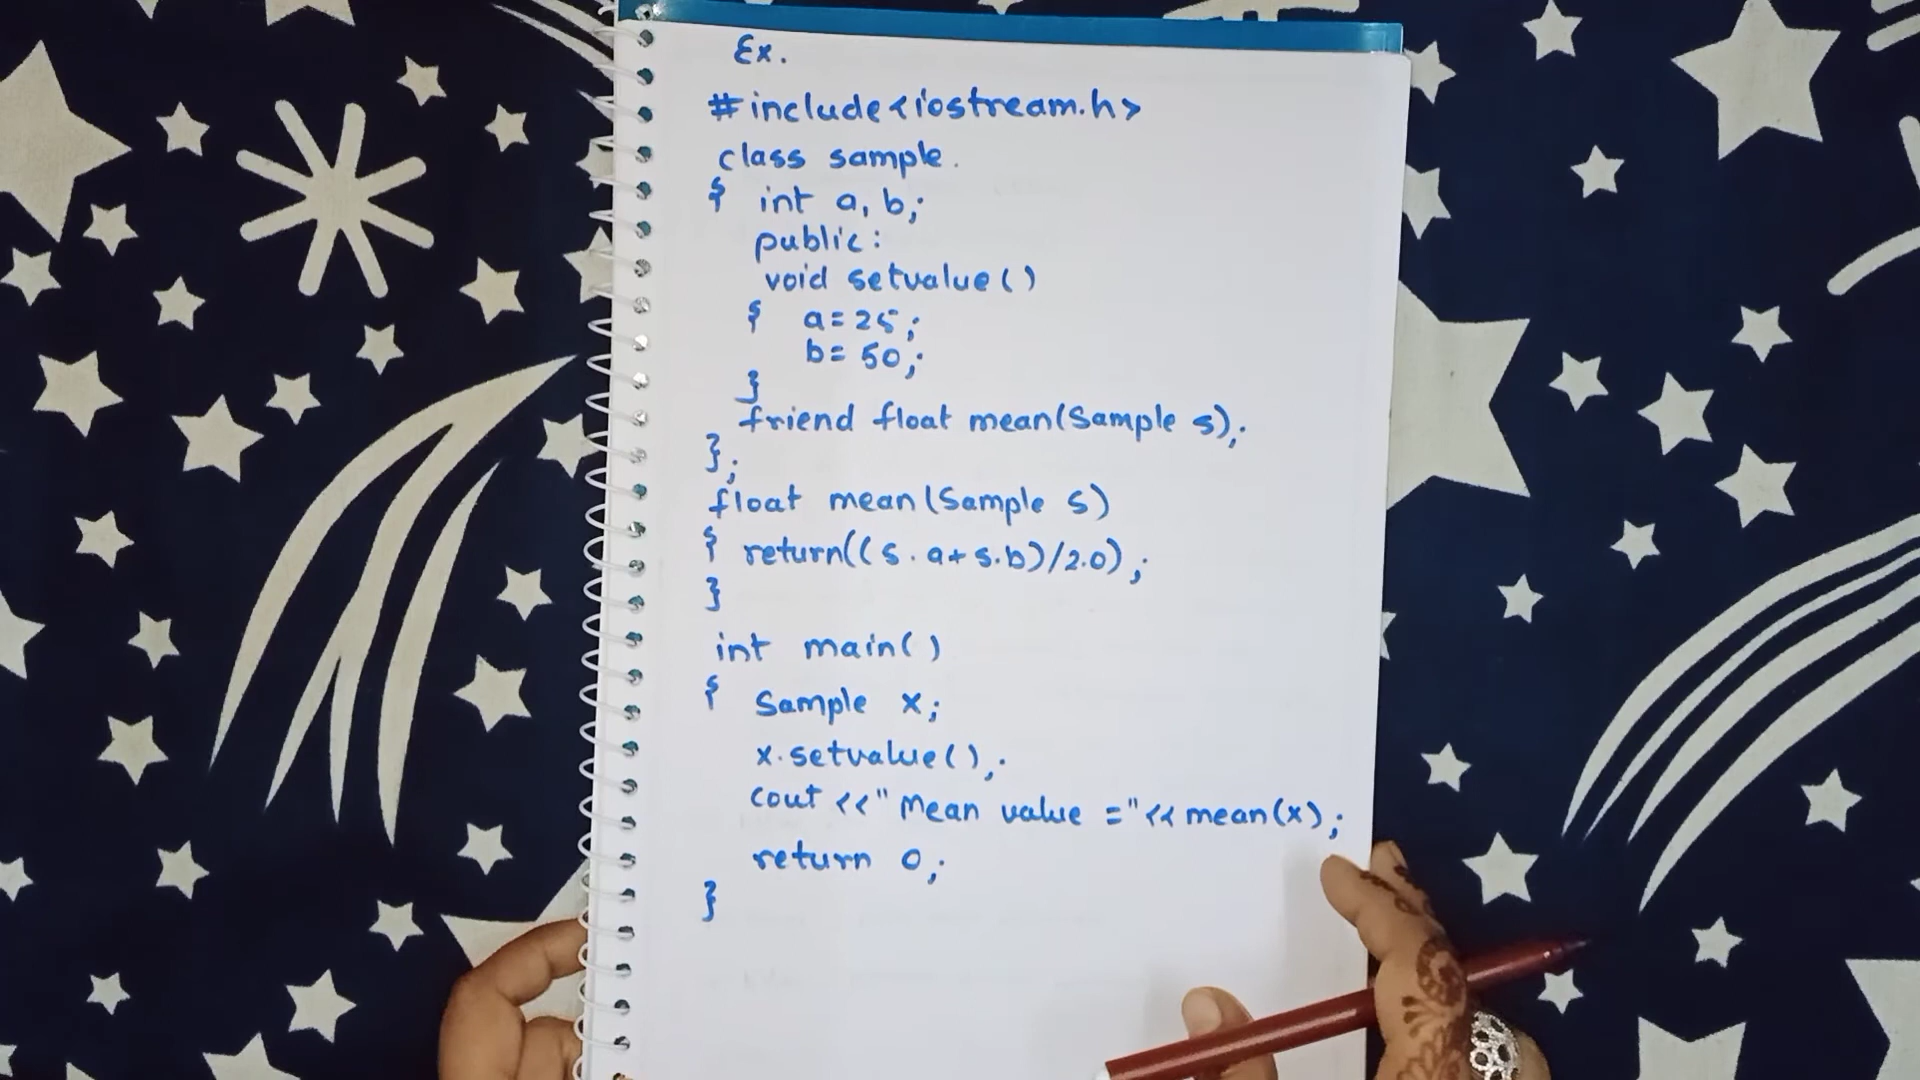 Ex.
#include<iostream.h>
class sample.
{ int a, b;
public:
void setvalue()
{ a=25;
b=50;
}
friend float mean(Sample s);
};
float mean(Sample s)
{ return((s.a+s.b)/2.0);
}
int main()
{ Sample x;
x.setvalue();
cout <<"Mean value ="<<mean(x);
return 0;
}